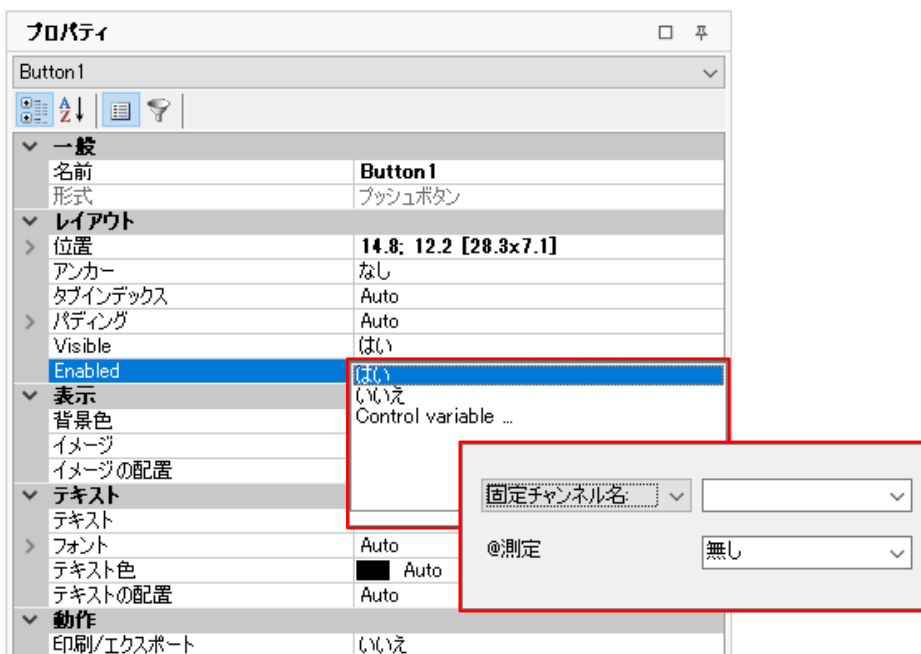 プロパティ
Button1
一般
名前 Button1
形式 プッシュボタン
レイアウト
位置 14.8; 12.2 [28.3x7.1]
アンカー なし
タブインデックス Auto
パディング Auto
Visible はい
Enabled
はい
いいえ
Control variable ...
表示
背景色
イメージ
イメージの配置
テキスト
テキスト
フォント Auto
テキスト色 Auto
テキストの配置 Auto
動作
印刷/エクスポート いいえ
固定チャンネル名:
@測定 無し